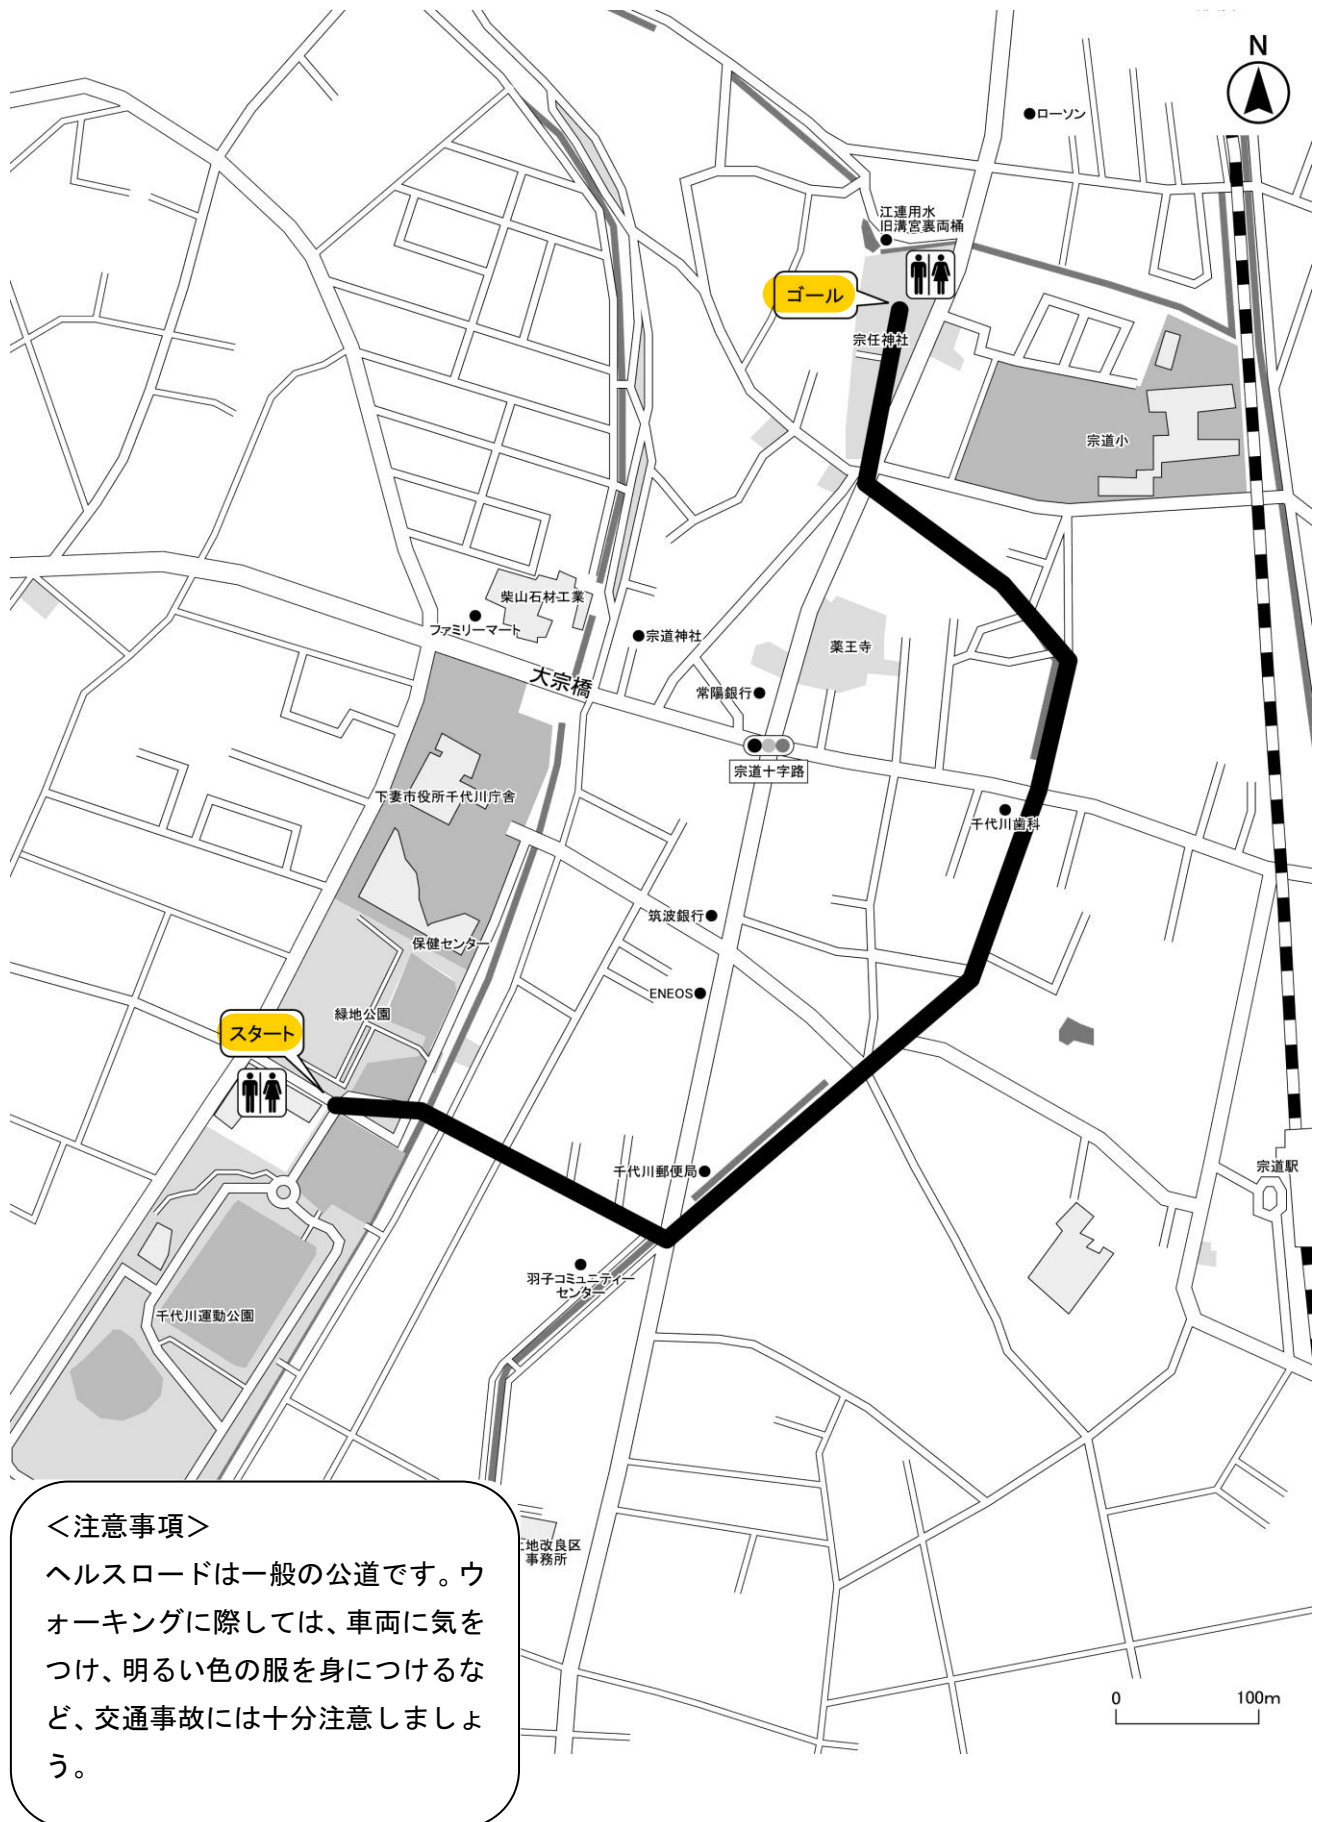 N
ローソン
江連用水
旧溝宮裏両樋
ゴール
宗任神社
宗道小
柴山石材工業
ファミリーマート
宗道神社
薬王寺
大宗橋
常陽銀行
宗道十字路
下妻市役所千代川庁舎
千代川歯科
筑波銀行
保健センター
ENEOS
緑地公園
スタート
千代川郵便局
宗道駅
羽子コミュニティー
センター
千代川運動公園
地改良区
事務所
＜注意事項＞
ヘルスロードは一般の公道です。ウ
ォーキングに際しては、車両に気を
つけ、明るい色の服を身につけるな
ど、交通事故には十分注意しましょ
う。
0 100m